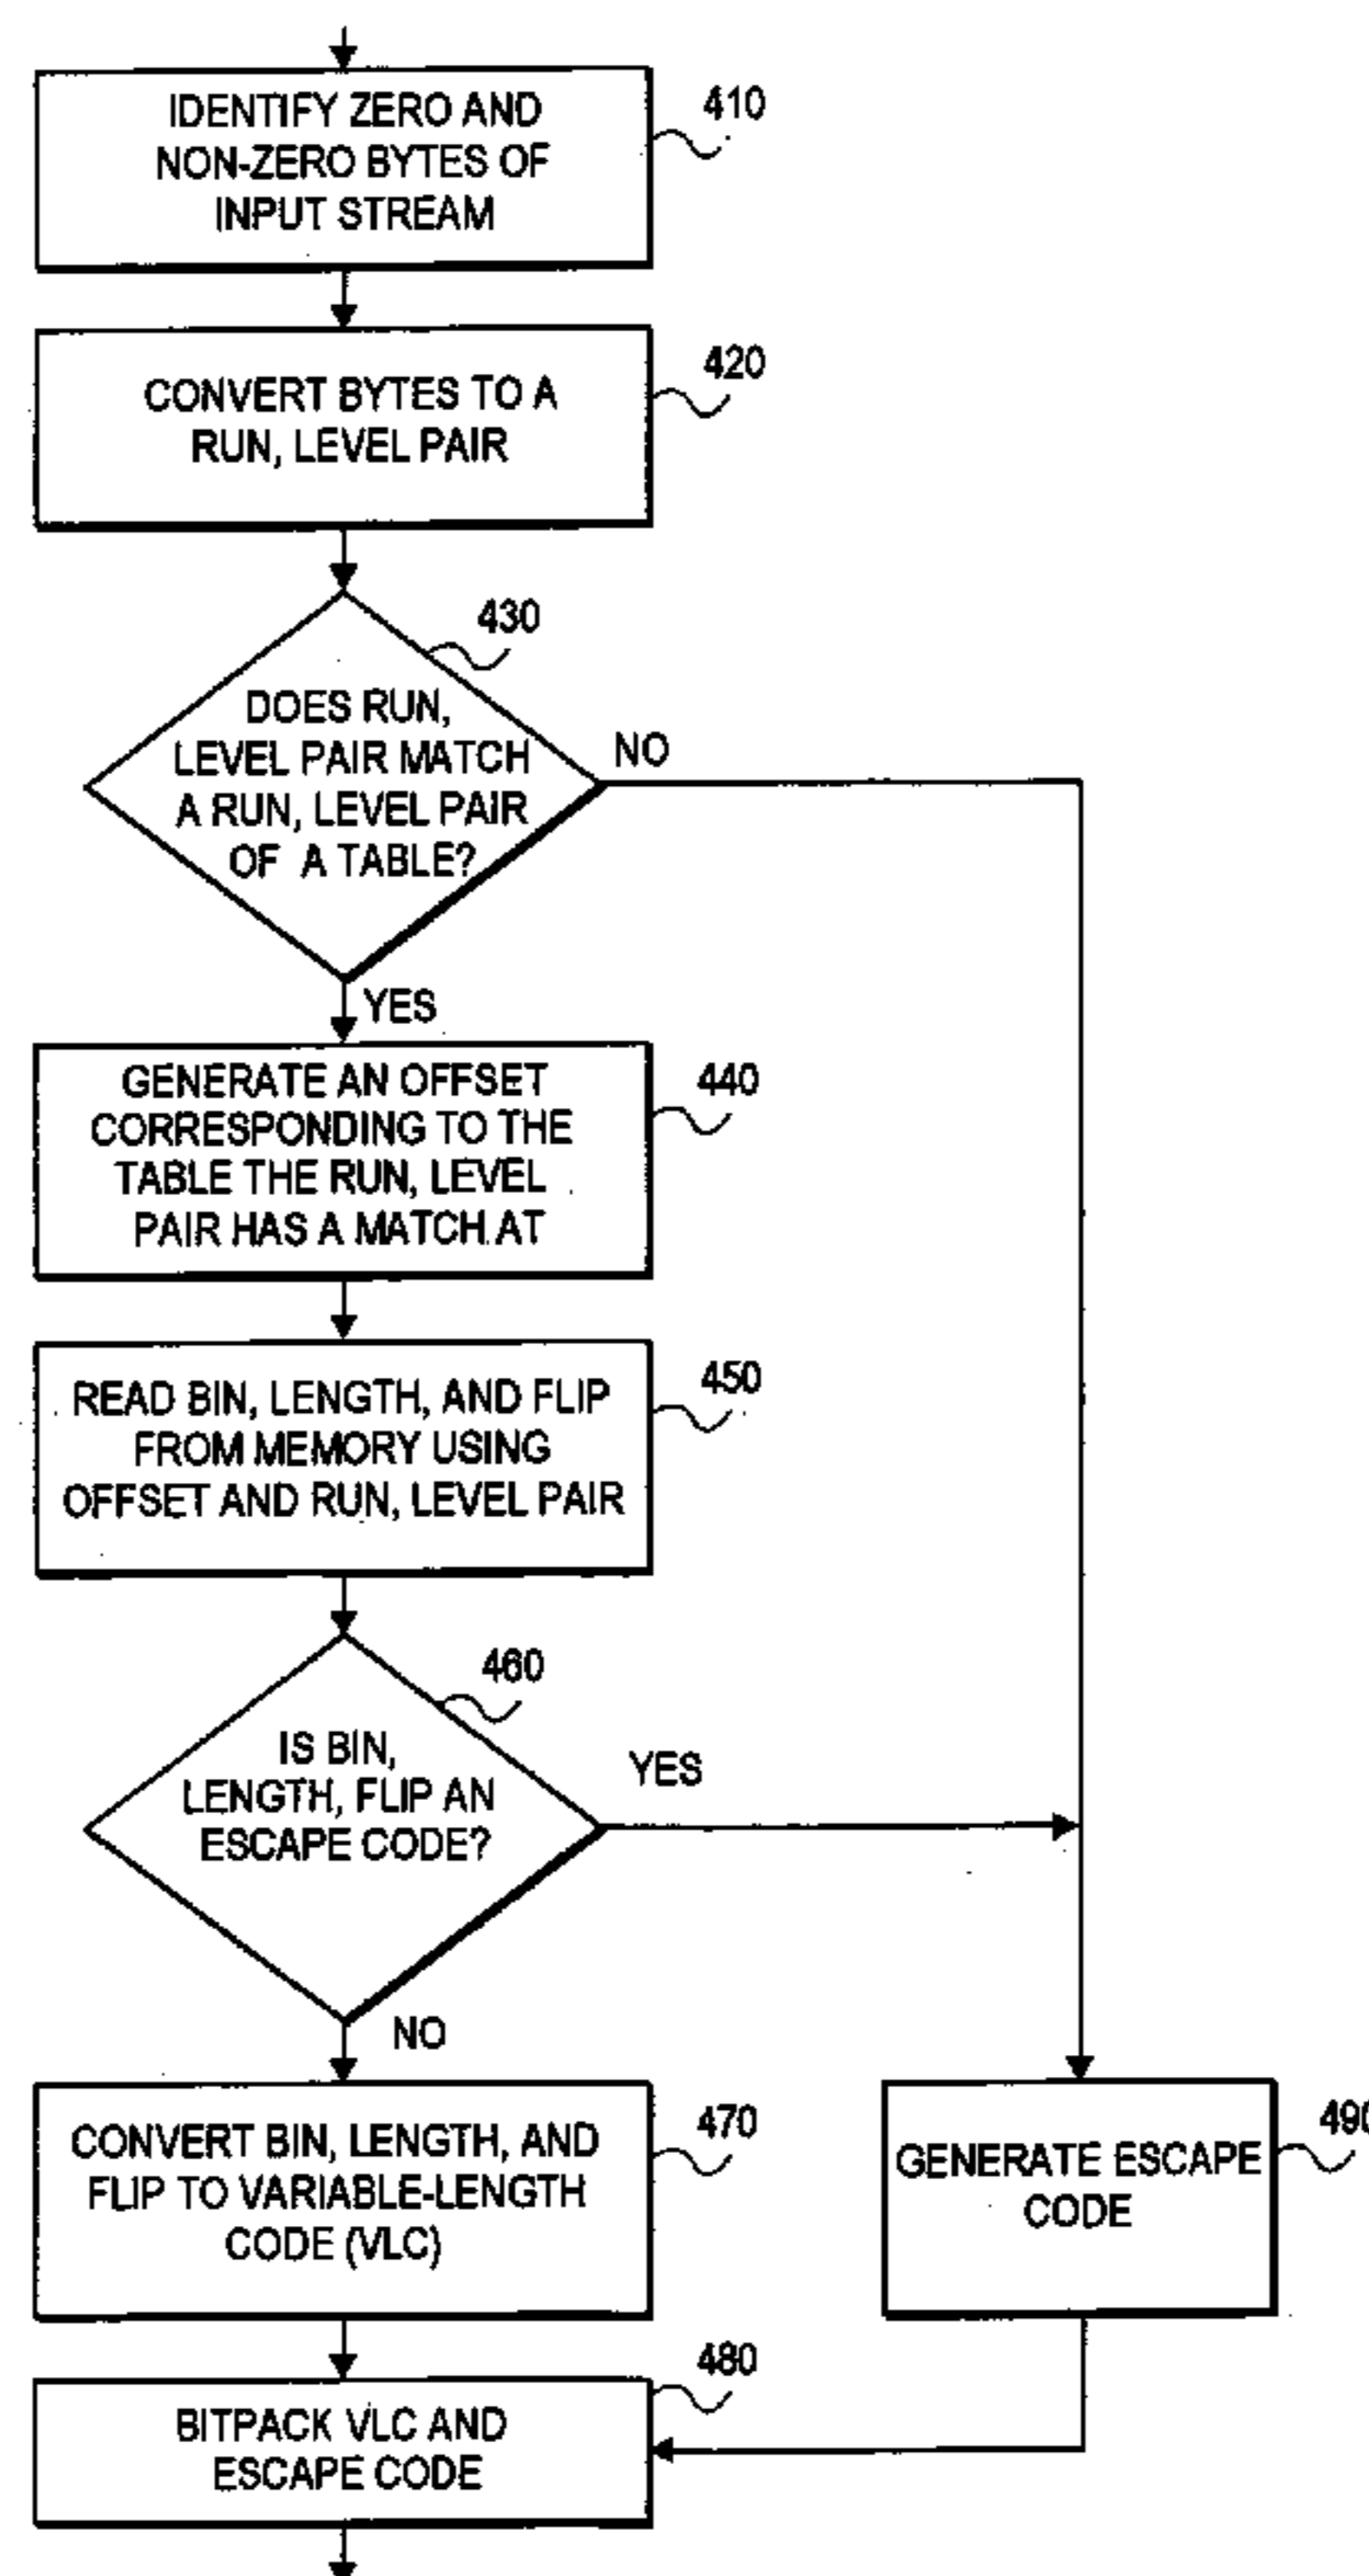 IDENTIFY ZERO AND
NON-ZERO BYTES OF
INPUT STREAM
410
CONVERT BYTES TO A
RUN, LEVEL PAIR
420
430
DOES RUN,
LEVEL PAIR MATCH
A RUN, LEVEL PAIR
OF A TABLE?
NO
YES
GENERATE AN OFFSET
CORRESPONDING TO THE
TABLE THE RUN, LEVEL
PAIR HAS A MATCH AT
440
READ BIN, LENGTH, AND FLIP
FROM MEMORY USING
OFFSET AND RUN, LEVEL PAIR
450
460
IS BIN,
LENGTH, FLIP AN
ESCAPE CODE?
YES
NO
CONVERT BIN, LENGTH, AND
FLIP TO VARIABLE-LENGTH
CODE (VLC)
470
GENERATE ESCAPE
CODE
490
BITPACK VLC AND
ESCAPE CODE
480